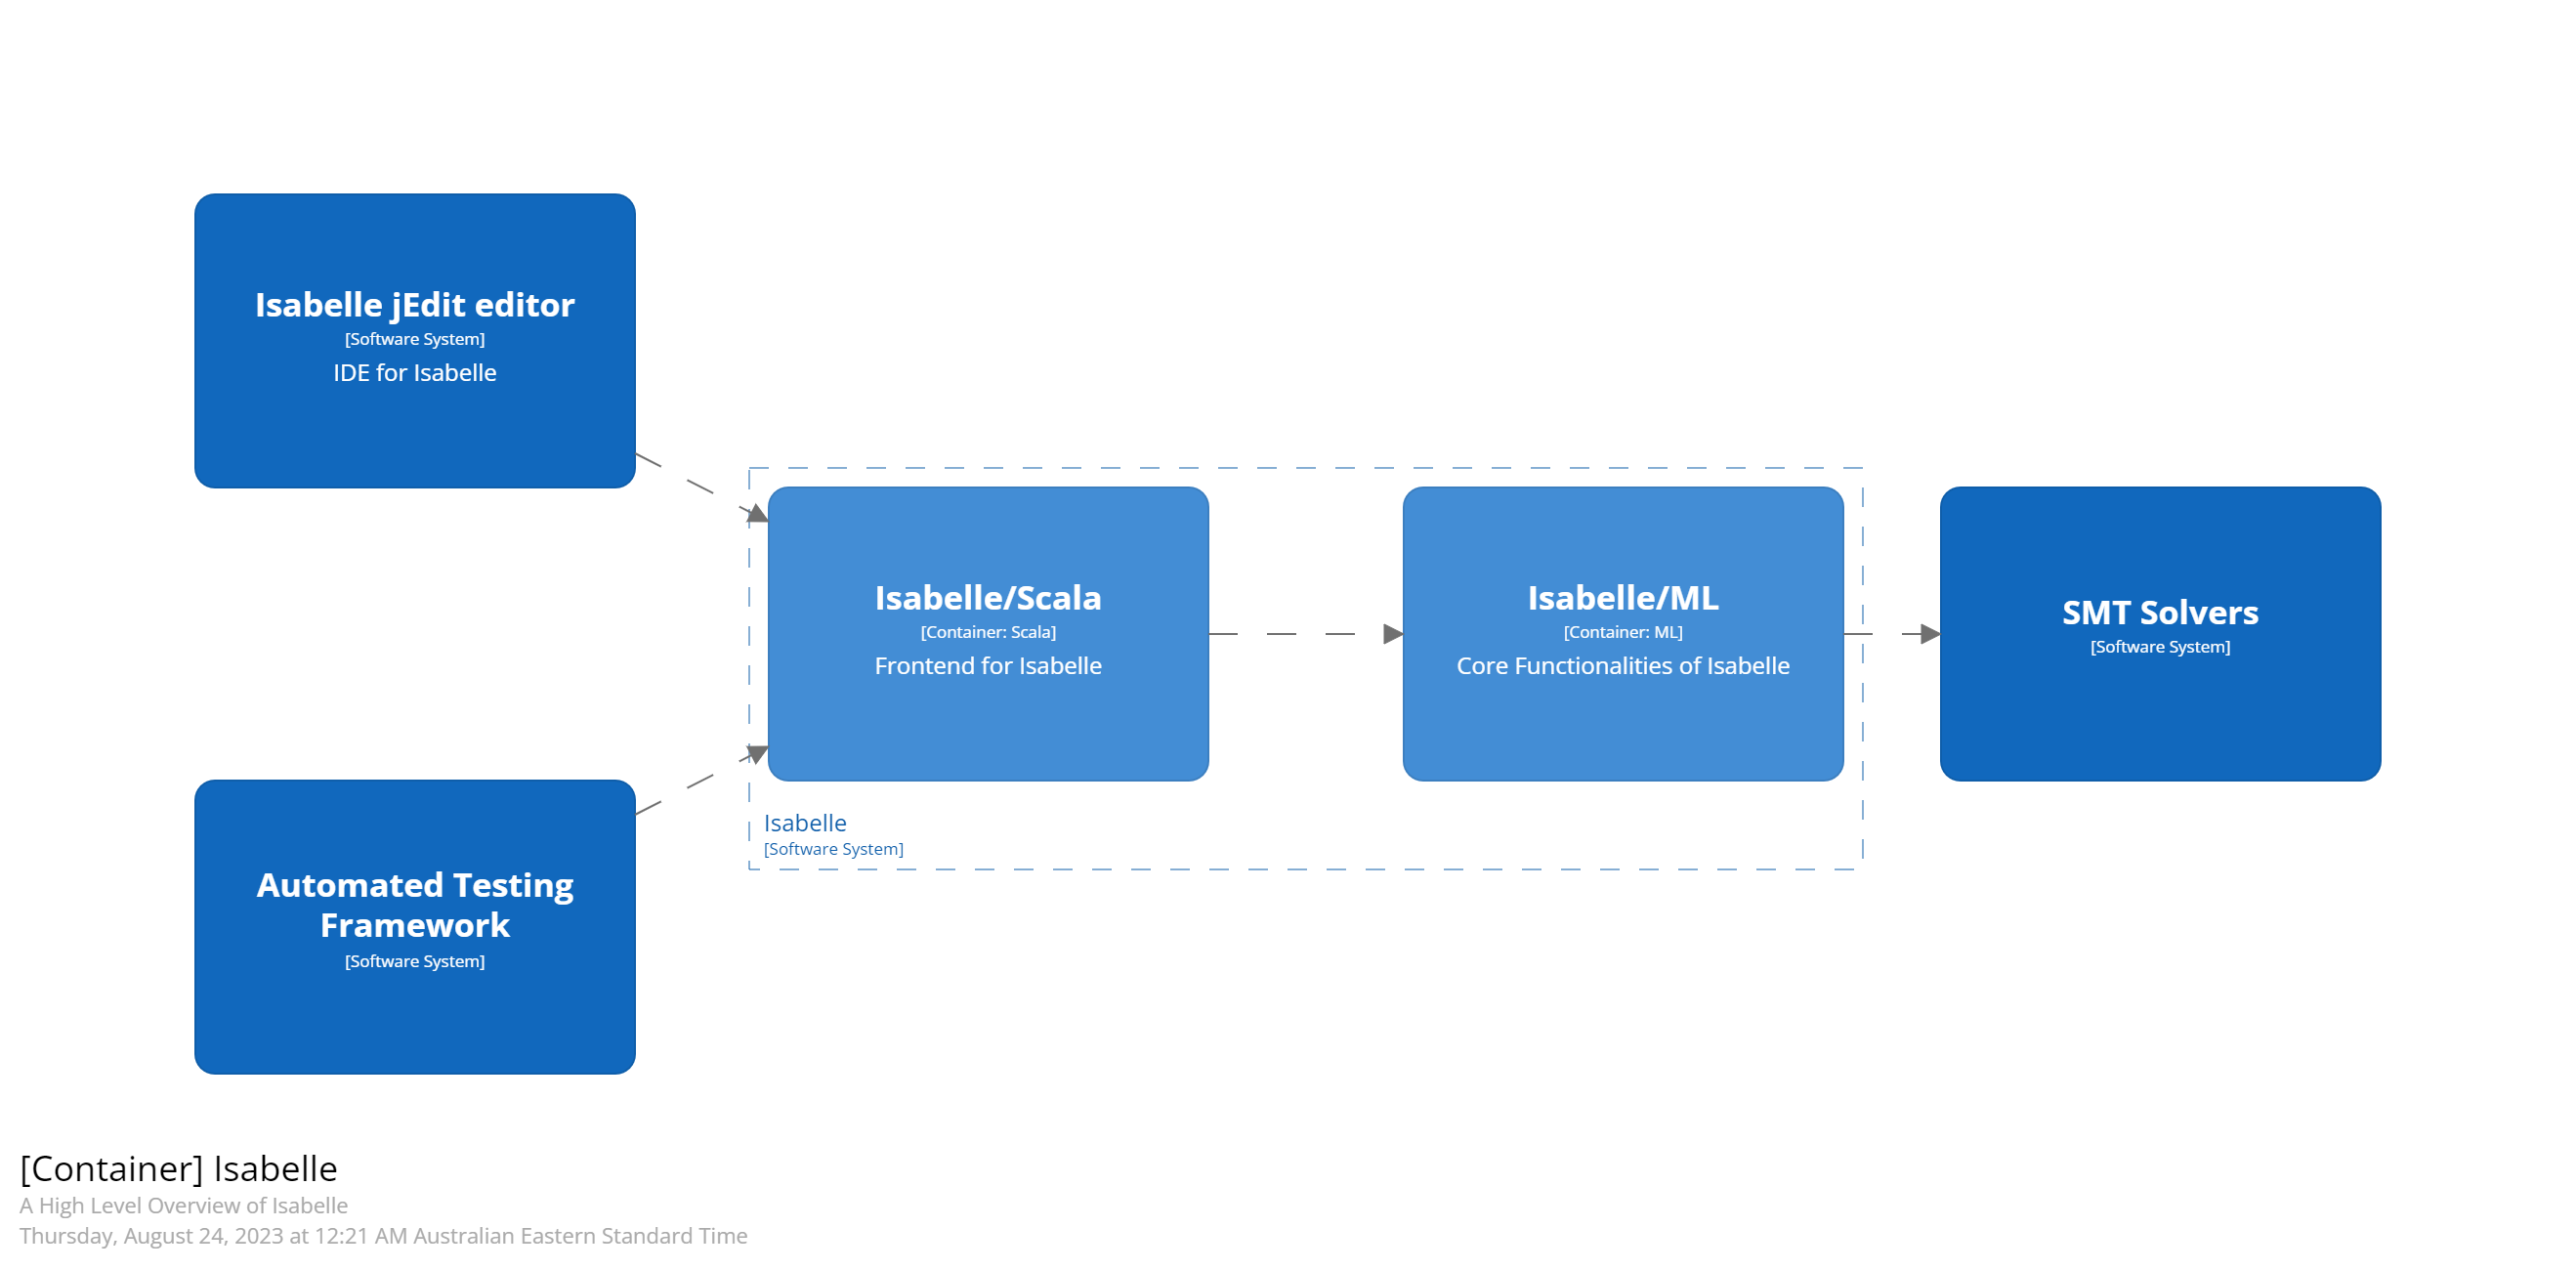 Isabelle jEdit editor
[Software System]
IDE for Isabelle
Isabelle/Scala
[Container: Scala]
Frontend for Isabelle
Isabelle/ML
[Container: ML]
Core Functionalities of Isabelle
SMT Solvers
[Software System]
Isabelle
[Software System]
Automated Testing
Framework
[Software System]
[Container] Isabelle
A High Level Overview of Isabelle
Thursday, August 24, 2023 at 12:21 AM Australian Eastern Standard Time